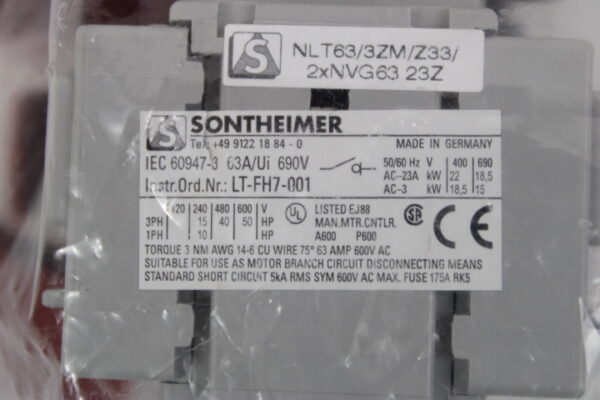 S NLT63/3ZM/Z33/
2xNVG63 23Z
S SONTHEIMER
Tel. +49 9122 18 84 - 0
MADE IN GERMANY
IEC 60947-3 63A/Ui 690V
Instr.Ord.Nr.: LT-FH7-001
50/60 Hz V 400 690
AC-23A kW 22 18,5
AC-3 kW 18,5 15
120 240 480 600 V
3PH 15 40 50 HP
1PH 10 HP
UL LISTED EJ88
MAN.MTR.CNTLR.
A600 P600
CE
TORQUE 3 NM AWG 14-6 CU WIRE 75° 63 AMP 600V AC
SUITABLE FOR USE AS MOTOR BRANCH CIRCUIT DISCONNECTING MEANS
STANDARD SHORT CIRCUIT 5kA RMS SYM 600V AC MAX. FUSE 175A RK5